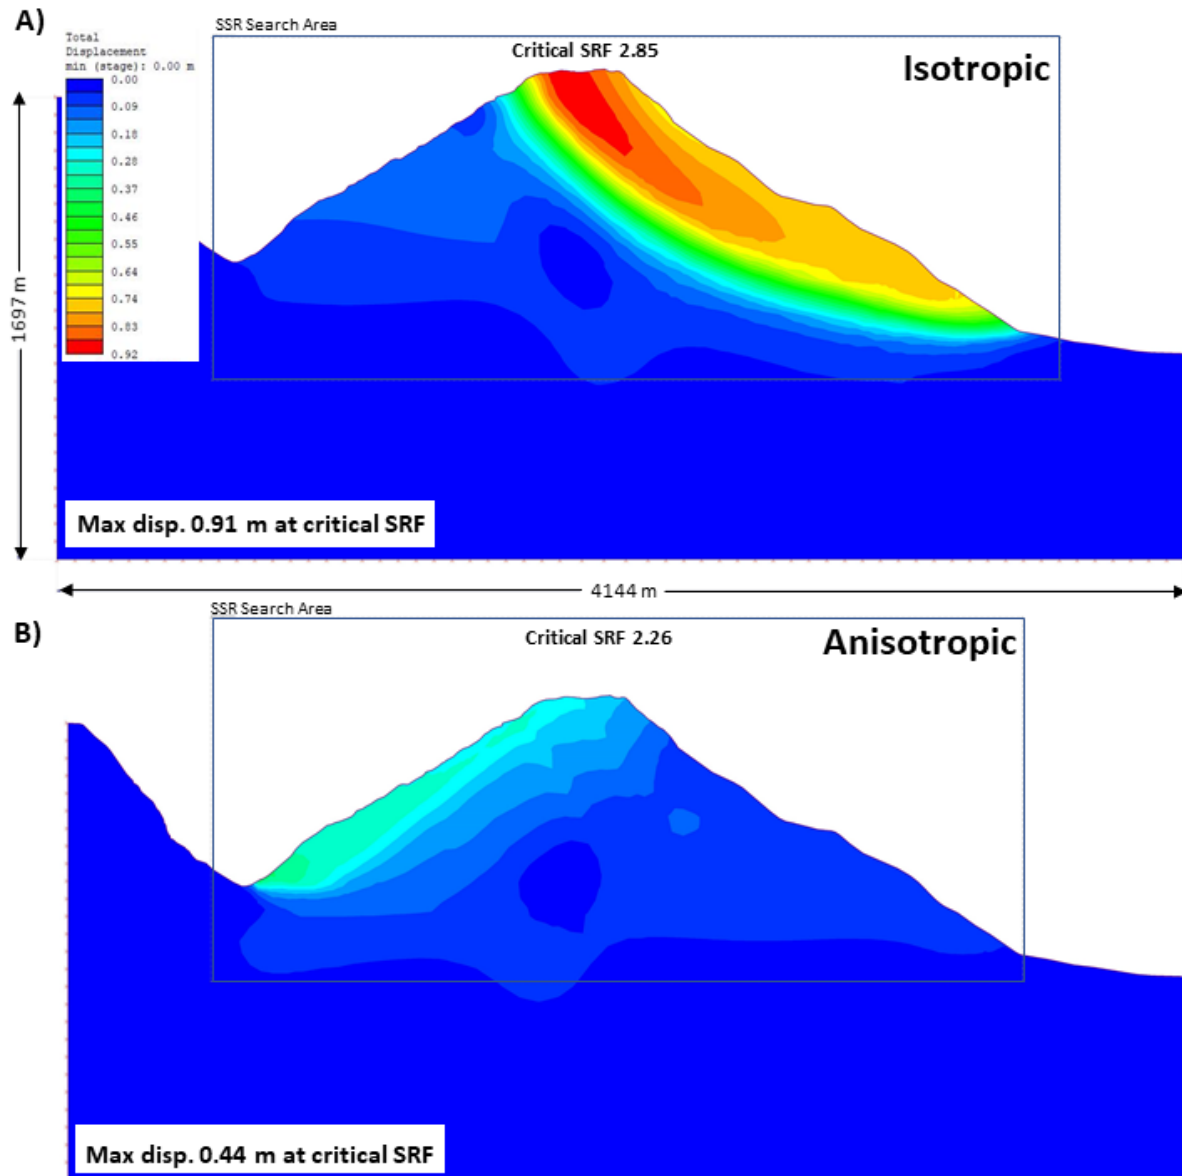 A)
SSR Search Area
Total
Displacement
min (stage): 0.00 m
0.00
0.09
0.18
0.28
0.37
0.46
0.55
0.64
0.74
0.83
0.92
Critical SRF 2.85
Isotropic
1697 m
Max disp. 0.91 m at critical SRF
4144 m
B)
SSR Search Area
Critical SRF 2.26
Anisotropic
Max disp. 0.44 m at critical SRF